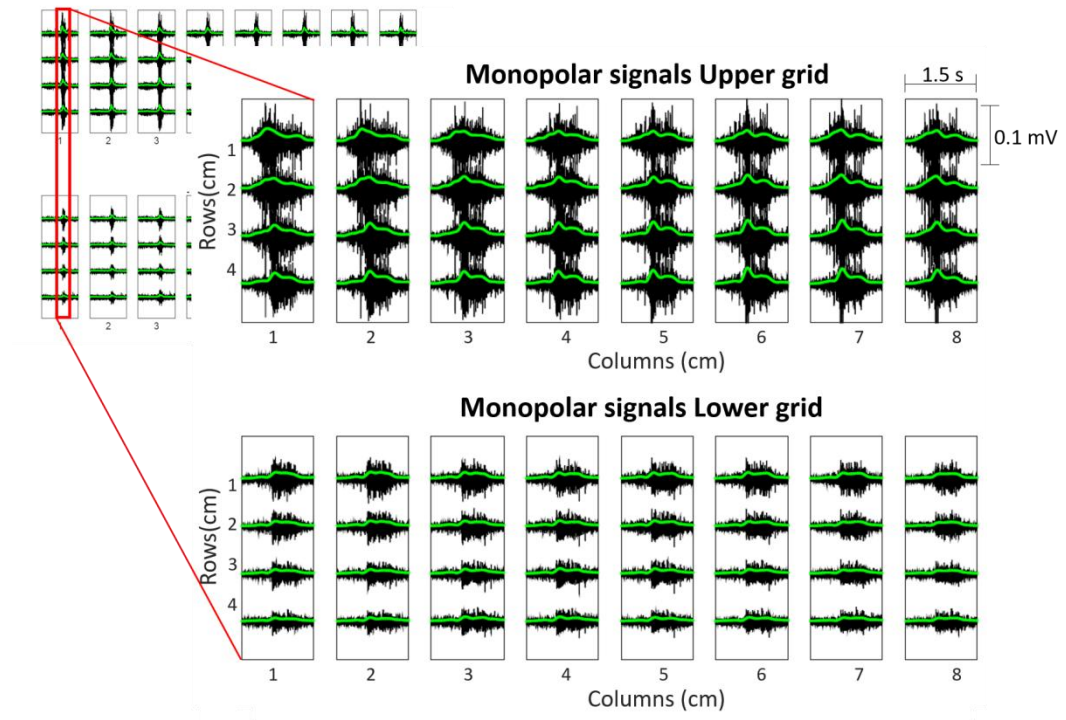 1 2 3
1 2 3
Monopolar signals Upper grid
1.5 s
0.1 mV
Rows(cm)
1
2
3
4
1 2 3 4 5 6 7 8
Columns (cm)
Monopolar signals Lower grid
Rows(cm)
1
2
3
4
1 2 3 4 5 6 7 8
Columns (cm)